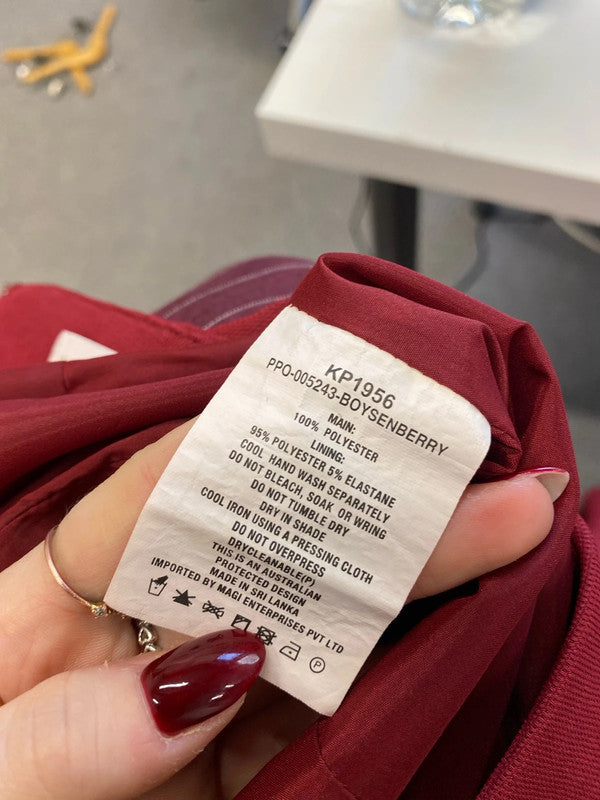 KP1956
PPO-005243-BOYSENBERRY
MAIN:
100% POLYESTER
LINING:
95% POLYESTER 5% ELASTANE
COOL HAND WASH SEPARATELY
DO NOT BLEACH, SOAK OR WRING
DO NOT TUMBLE DRY
DRY IN SHADE
COOL IRON USING A PRESSING CLOTH
DO NOT OVERPRESS
DRYCLEANABLE(P)
THIS IS AN AUSTRALIAN
PROTECTED DESIGN
MADE IN SRI LANKA
IMPORTED BY MAGI ENTERPRISES PVT LTD
P